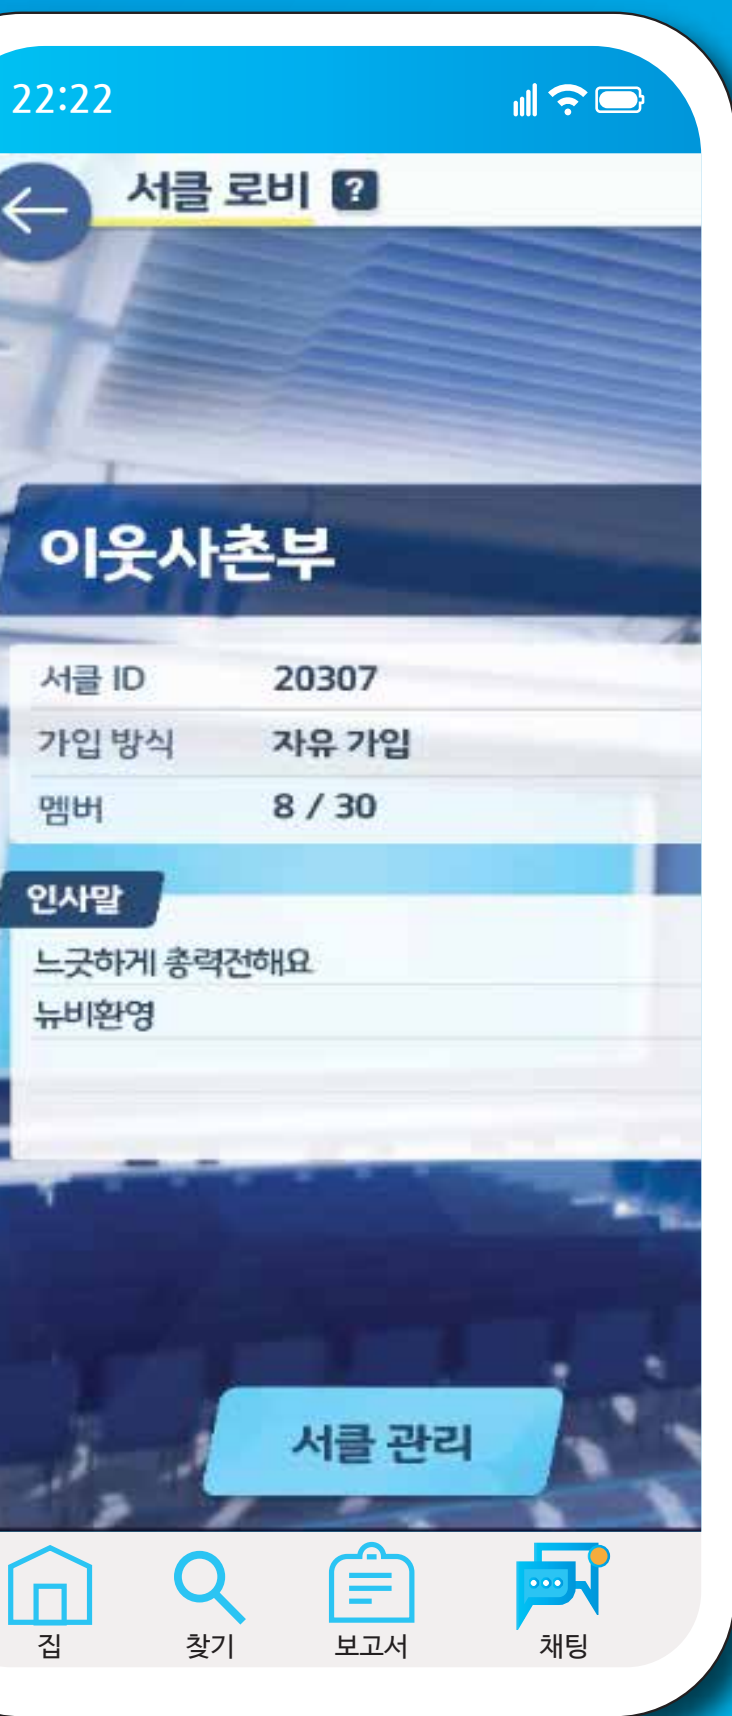 22:22
서클 로비 ?
이웃사촌부
서클 ID 20307
가입 방식 자유 가입
멤버 8 / 30
인사말
느긋하게 총력전해요
뉴비환영
서클 관리
집 찾기 보고서 채팅